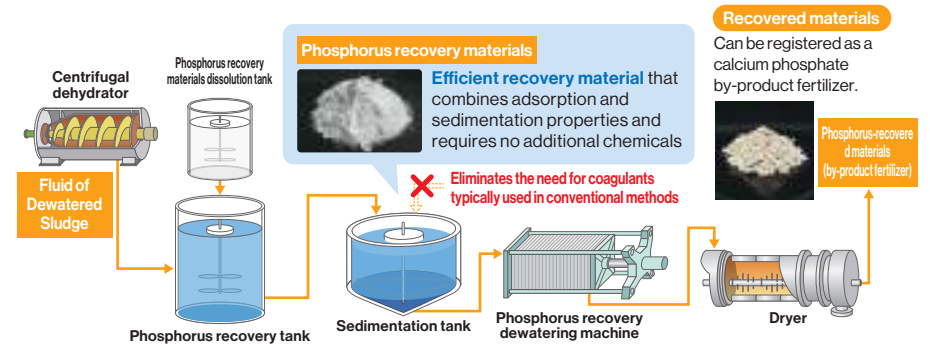 Centrifugal
dehydrator
Phosphorus recovery
materials dissolution tank
Phosphorus recovery materials
Efficient recovery material that
combines adsorption and
sedimentation properties and
requires no additional chemicals
Recovered materials
Can be registered as a
calcium phosphate
by-product fertilizer.
Phosphorus-recovere
d materials
(by-product fertilizer)
Fluid of
Dewatered
Sludge
Eliminates the need for coagulants
typically used in conventional methods
Phosphorus recovery tank
Sedimentation tank
Phosphorus recovery
dewatering machine
Dryer